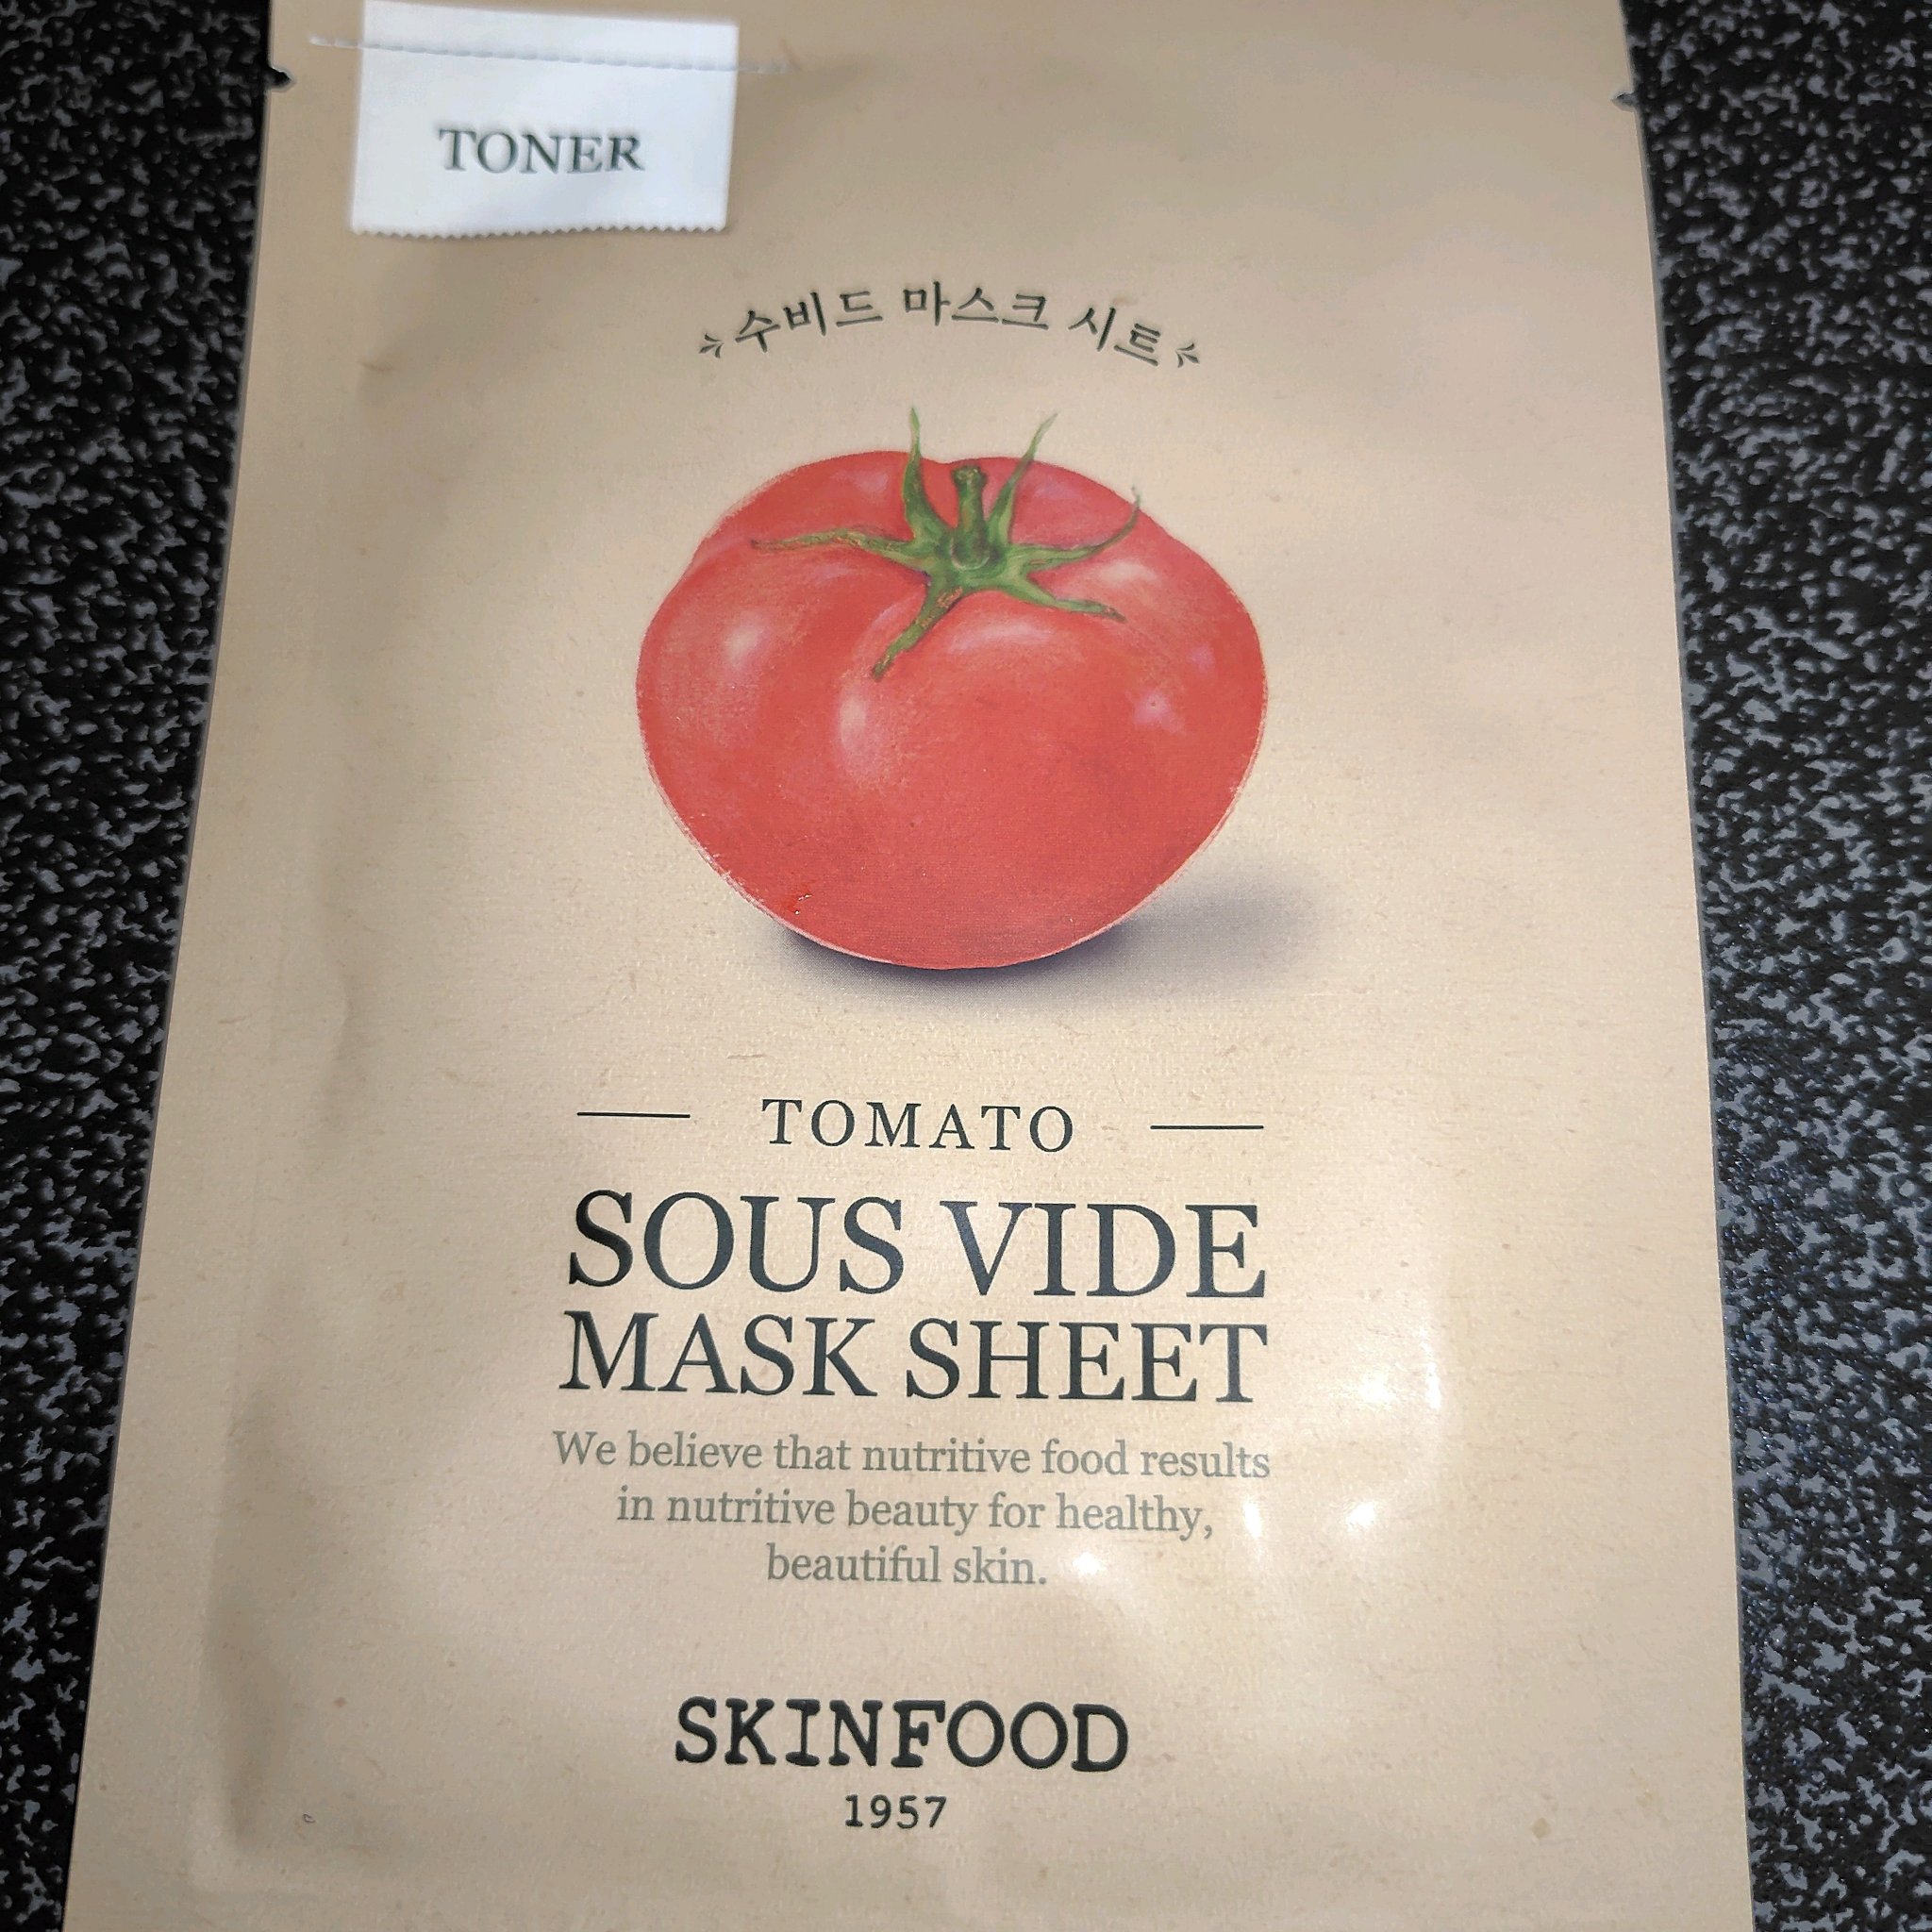 TONER
수비드 마스크 시트
TOMATO
SOUS VIDE
MASK SHEET
We believe that nutritive food results
in nutritive beauty for healthy,
beautiful skin.
SKINFOOD
1957